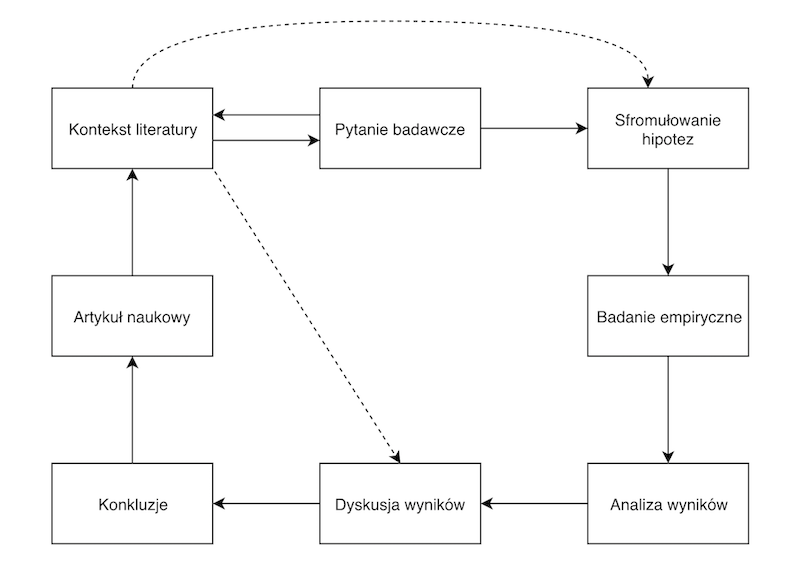 Kontekst literatury
Pytanie badawcze
Sfromułowanie
hipotez
Artykuł naukowy
Badanie empiryczne
Konkluzje
Dyskusja wyników
Analiza wyników